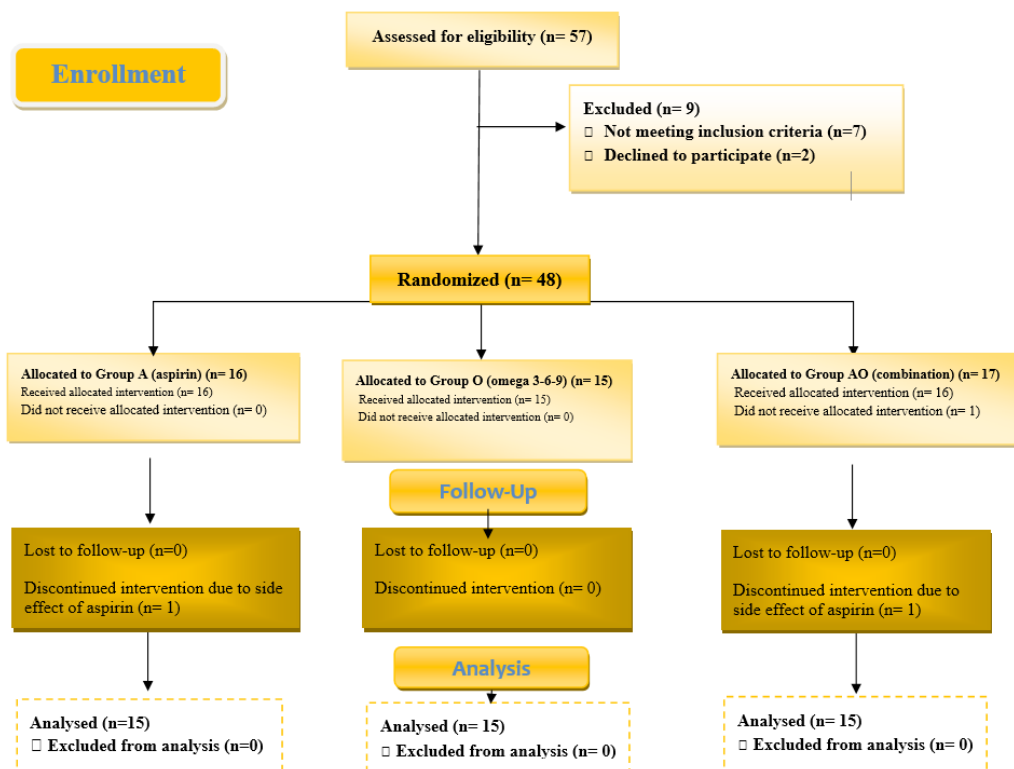 Assessed for eligibility (n= 57)
Enrollment
Excluded (n= 9)
□ Not meeting inclusion criteria (n=7)
□ Declined to participate (n=2)
Randomized (n= 48)
Allocated to Group A (aspirin) (n= 16)
Received allocated intervention (n= 16)
Did not receive allocated intervention (n= 0)
Allocated to Group O (omega 3-6-9) (n= 15)
Received allocated intervention (n= 15)
Did not receive allocated intervention (n= 0)
Allocated to Group AO (combination) (n= 17)
Received allocated intervention (n= 16)
Did not receive allocated intervention (n= 1)
Follow-Up
Lost to follow-up (n=0)
Discontinued intervention due to side
effect of aspirin (n= 1)
Lost to follow-up (n=0)
Discontinued intervention (n= 0)
Lost to follow-up (n=0)
Discontinued intervention due to
side effect of aspirin (n= 1)
Analysis
Analysed (n=15)
□ Excluded from analysis (n=0)
Analysed (n= 15)
□ Excluded from analysis (n= 0)
Analysed (n= 15)
□ Excluded from analysis (n= 0)